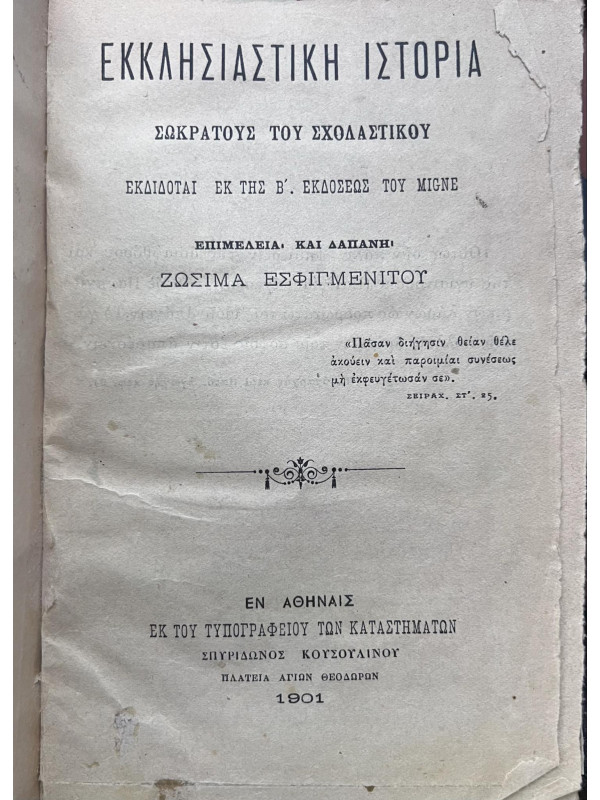 ΕΚΚΛΗΣΙΑΣΤΙΚΗ ΙΣΤΟΡΙΑ
ΣΩΚΡΑΤΟΥΣ ΤΟΥ ΣΧΟΛΑΣΤΙΚΟΥ
ΕΚΔΙΔΟΤΑΙ ΕΚ ΤΗΣ Β΄. ΕΚΔΟΣΕΩΣ ΤΟΥ MIGNE
ΕΠΙΜΕΛΕΙΑι ΚΑΙ ΔΑΠΑΝΗι
ΖΩΣΙΜΑ ΕΣΦΙΓΜΕΝΙΤΟΥ
«Πᾶσαν διήγησιν θείαν θέλε
ἀκούειν καὶ παροιμίαι συνέσεως
μὴ ἐκφευγέτωσάν σε».
ΣΕΙΡΑΧ. ΣΤ΄. 35.
ΕΝ ΑΘΗΝΑΙΣ
ΕΚ ΤΟΥ ΤΥΠΟΓΡΑΦΕΙΟΥ ΤΩΝ ΚΑΤΑΣΤΗΜΑΤΩΝ
ΣΠΥΡΙΔΩΝΟΣ ΚΟΥΣΟΥΛΙΝΟΥ
ΠΛΑΤΕΙΑ ΑΓΙΩΝ ΘΕΟΔΩΡΩΝ
1901